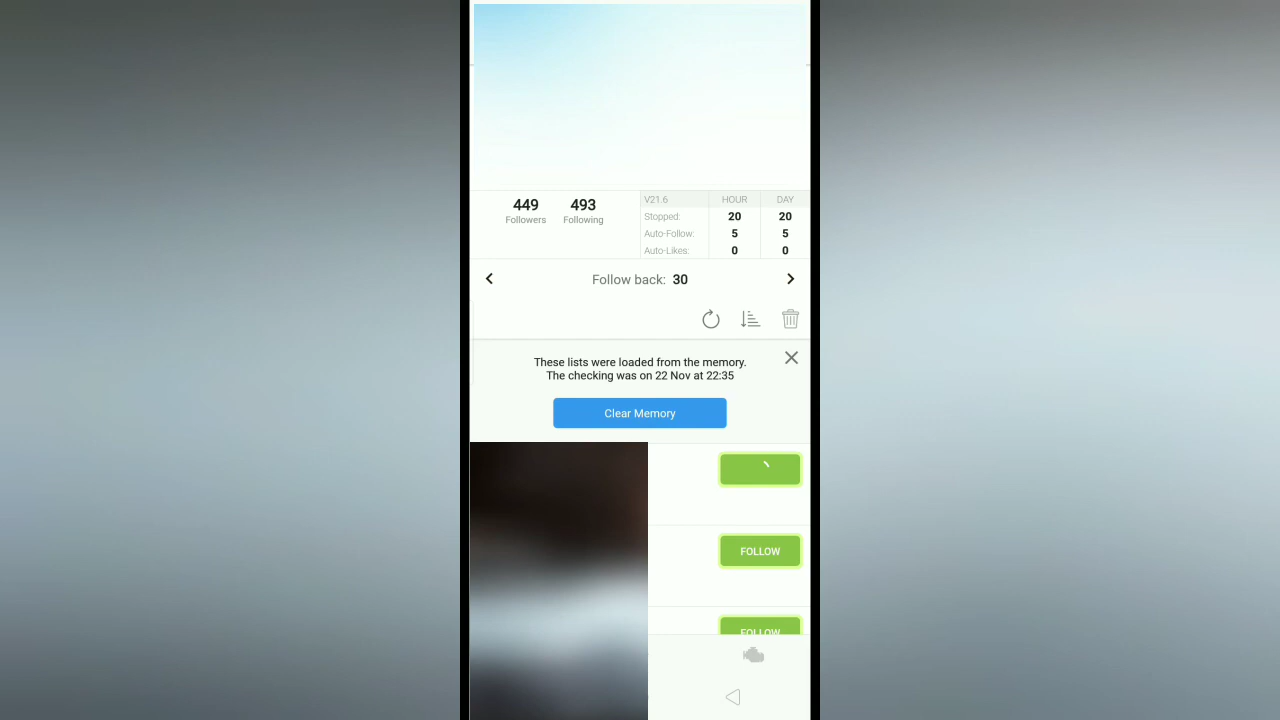 449 493
Followers Following
V21.6 HOUR DAY
Stopped: 20 20
Auto-Follow: 5 5
Auto-Likes: 0 0
Follow back: 30
These lists were loaded from the memory.
The checking was on 22 Nov at 22:35
Clear Memory
FOLLOW
FOLLOW